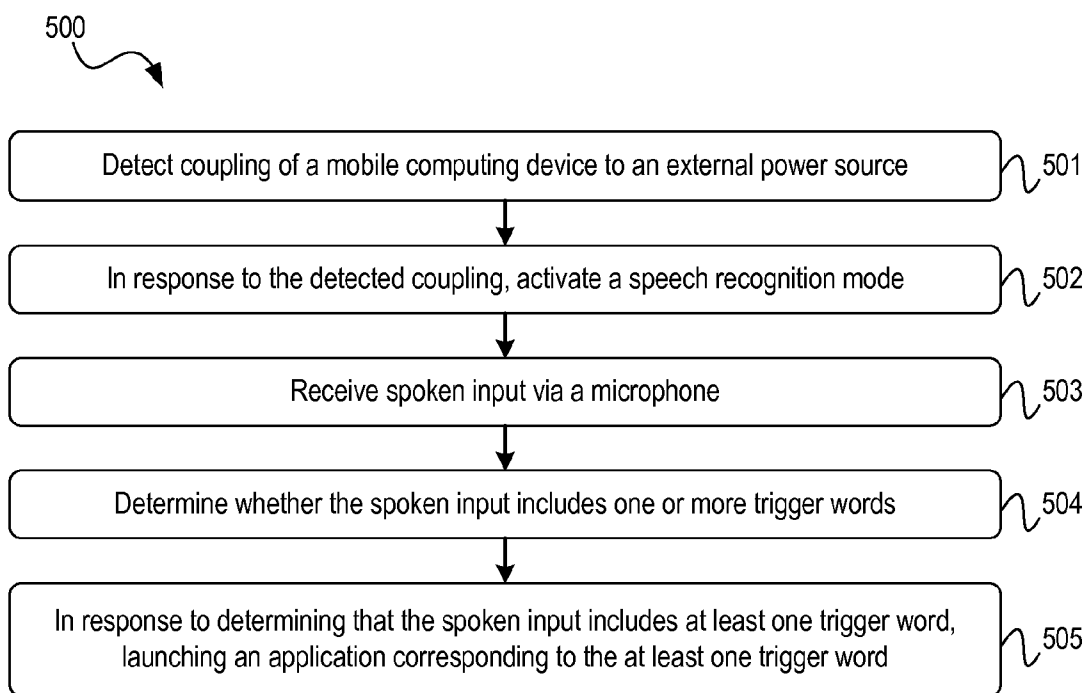 500
Detect coupling of a mobile computing device to an external power source
501
In response to the detected coupling, activate a speech recognition mode
502
Receive spoken input via a microphone
503
Determine whether the spoken input includes one or more trigger words
504
In response to determining that the spoken input includes at least one trigger word,
launching an application corresponding to the at least one trigger word
505